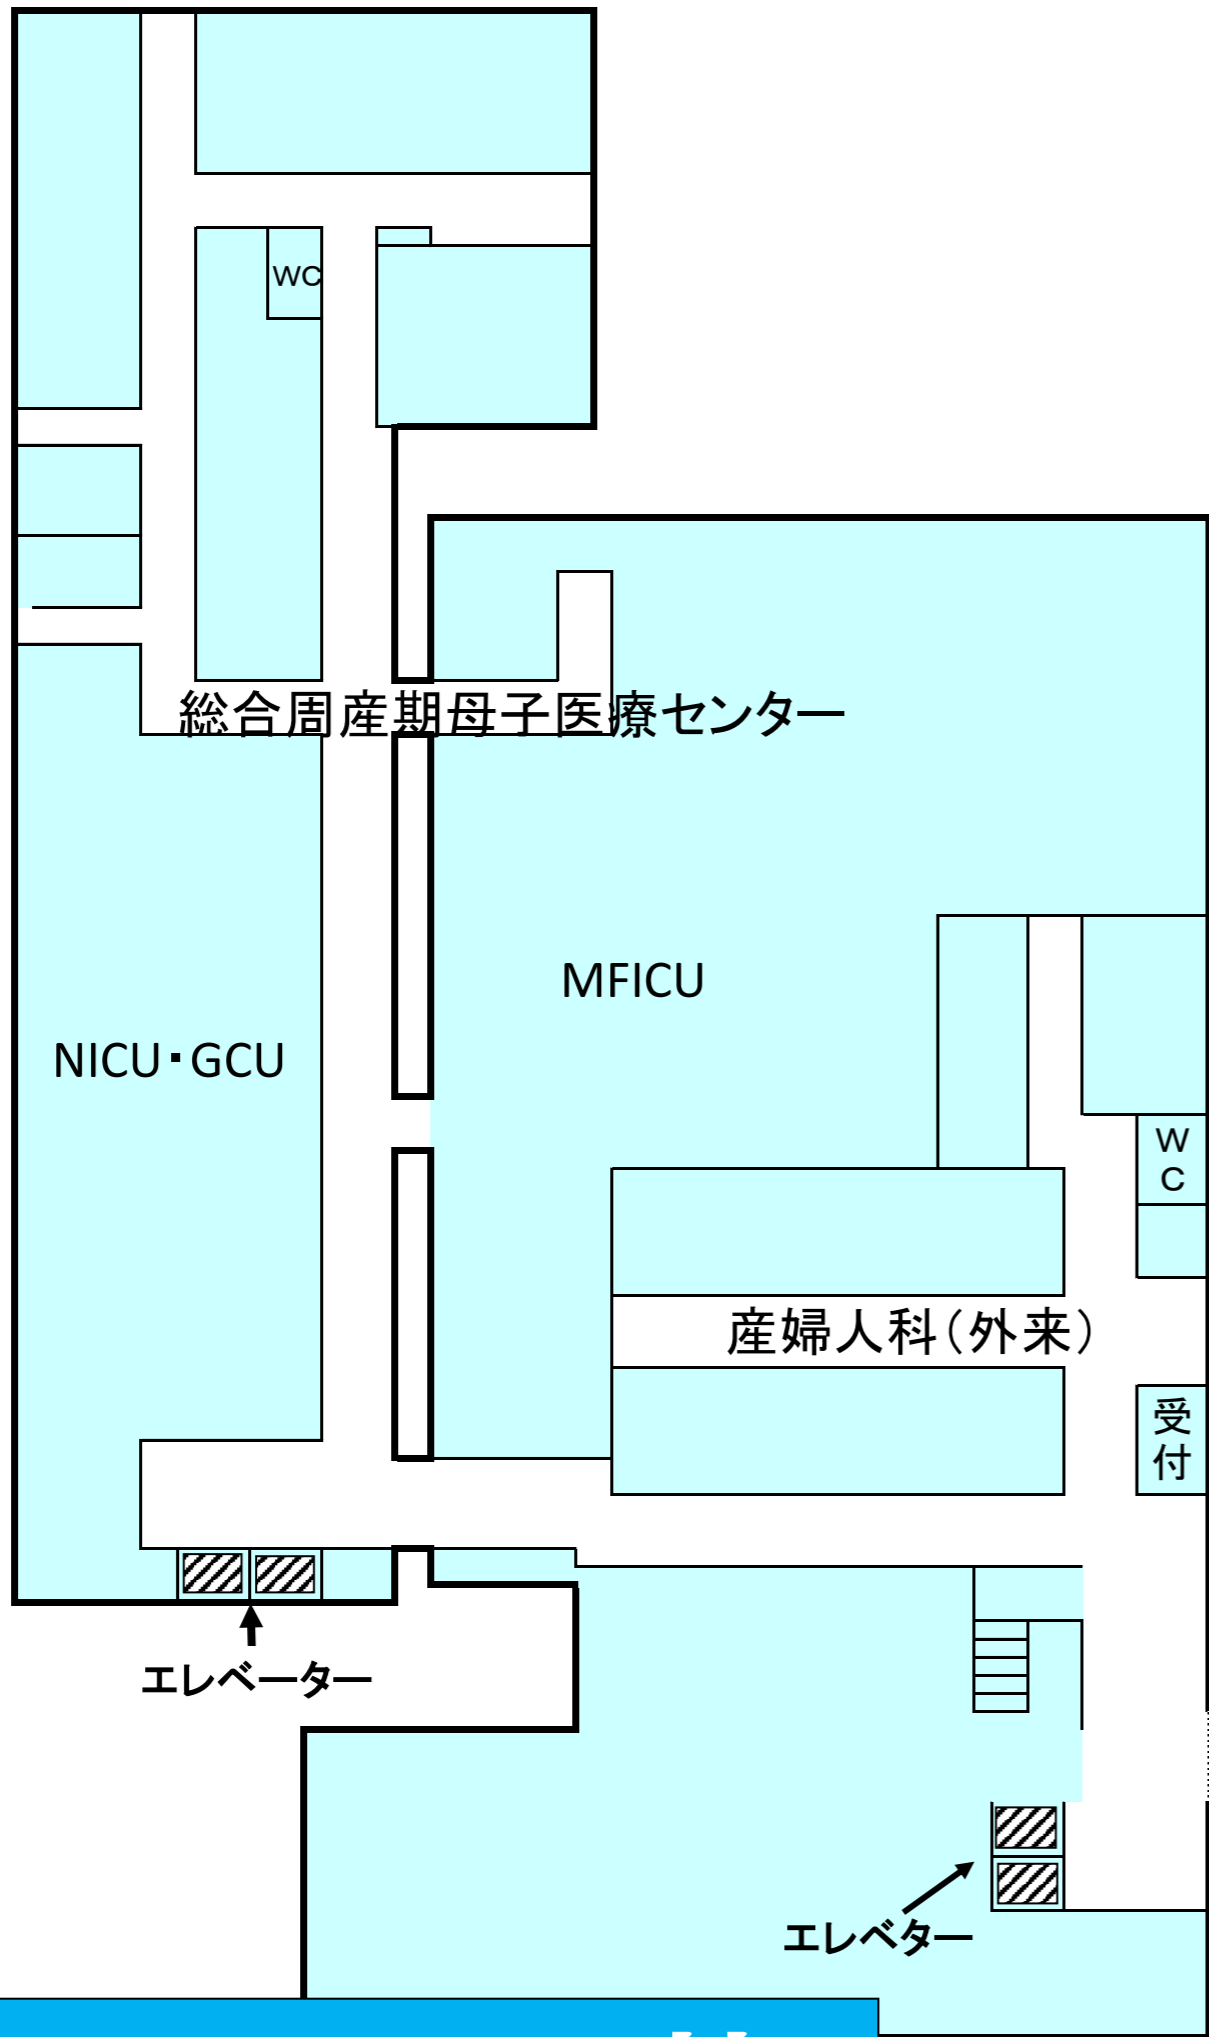 WC
総合周産期母子医療センター
MFICU
NICU・GCU
W
C
産婦人科（外来）
受
付
エレベーター
エレベター